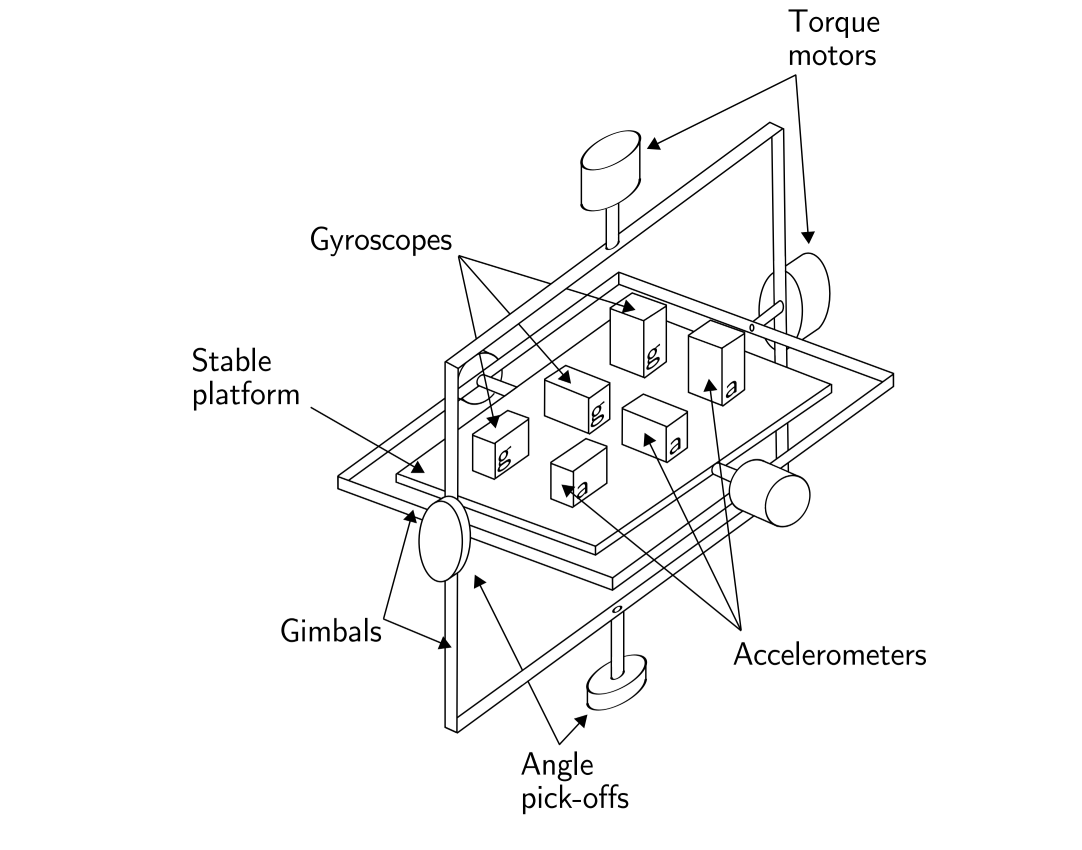 Torque
motors
Gyroscopes
Stable
platform
g
a
g
a
g
a
Gimbals
Accelerometers
Angle
pick-offs